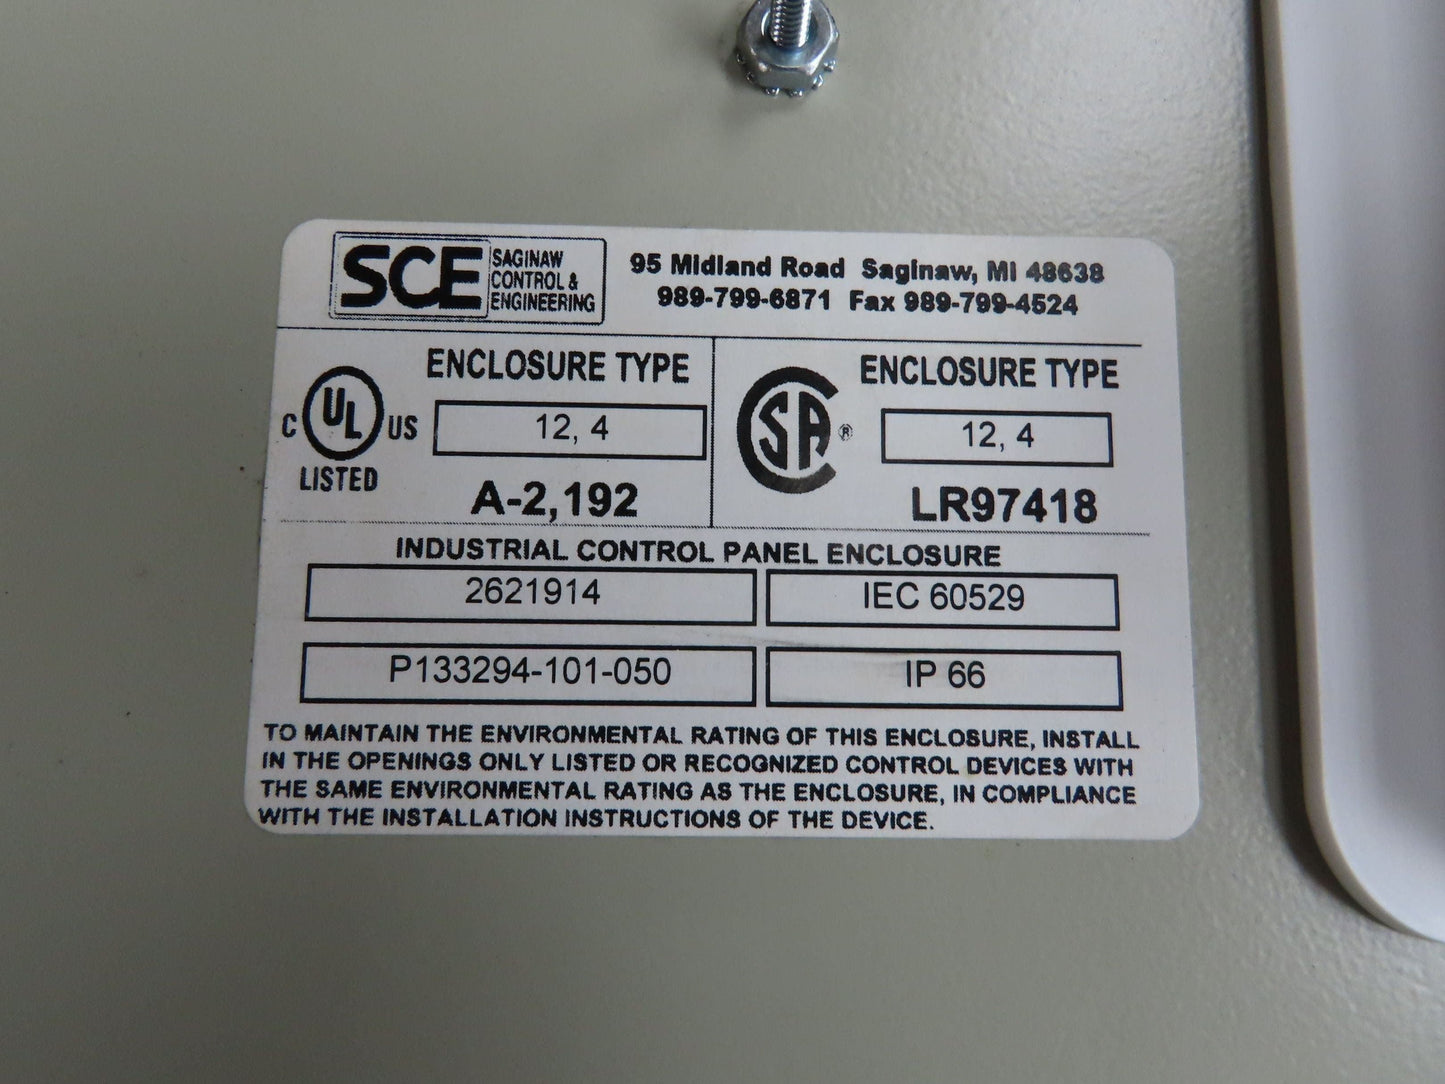 SCE SAGINAW CONTROL & ENGINEERING
95 Midland Road Saginaw, MI 48638
989-799-6871 Fax 989-799-4524
ENCLOSURE TYPE
C UL US
LISTED
12, 4
A-2,192
ENCLOSURE TYPE
CSA ®
12, 4
LR97418
INDUSTRIAL CONTROL PANEL ENCLOSURE
2621914 IEC 60529
P133294-101-050 IP 66
TO MAINTAIN THE ENVIRONMENTAL RATING OF THIS ENCLOSURE, INSTALL
IN THE OPENINGS ONLY LISTED OR RECOGNIZED CONTROL DEVICES WITH
THE SAME ENVIRONMENTAL RATING AS THE ENCLOSURE, IN COMPLIANCE
WITH THE INSTALLATION INSTRUCTIONS OF THE DEVICE.